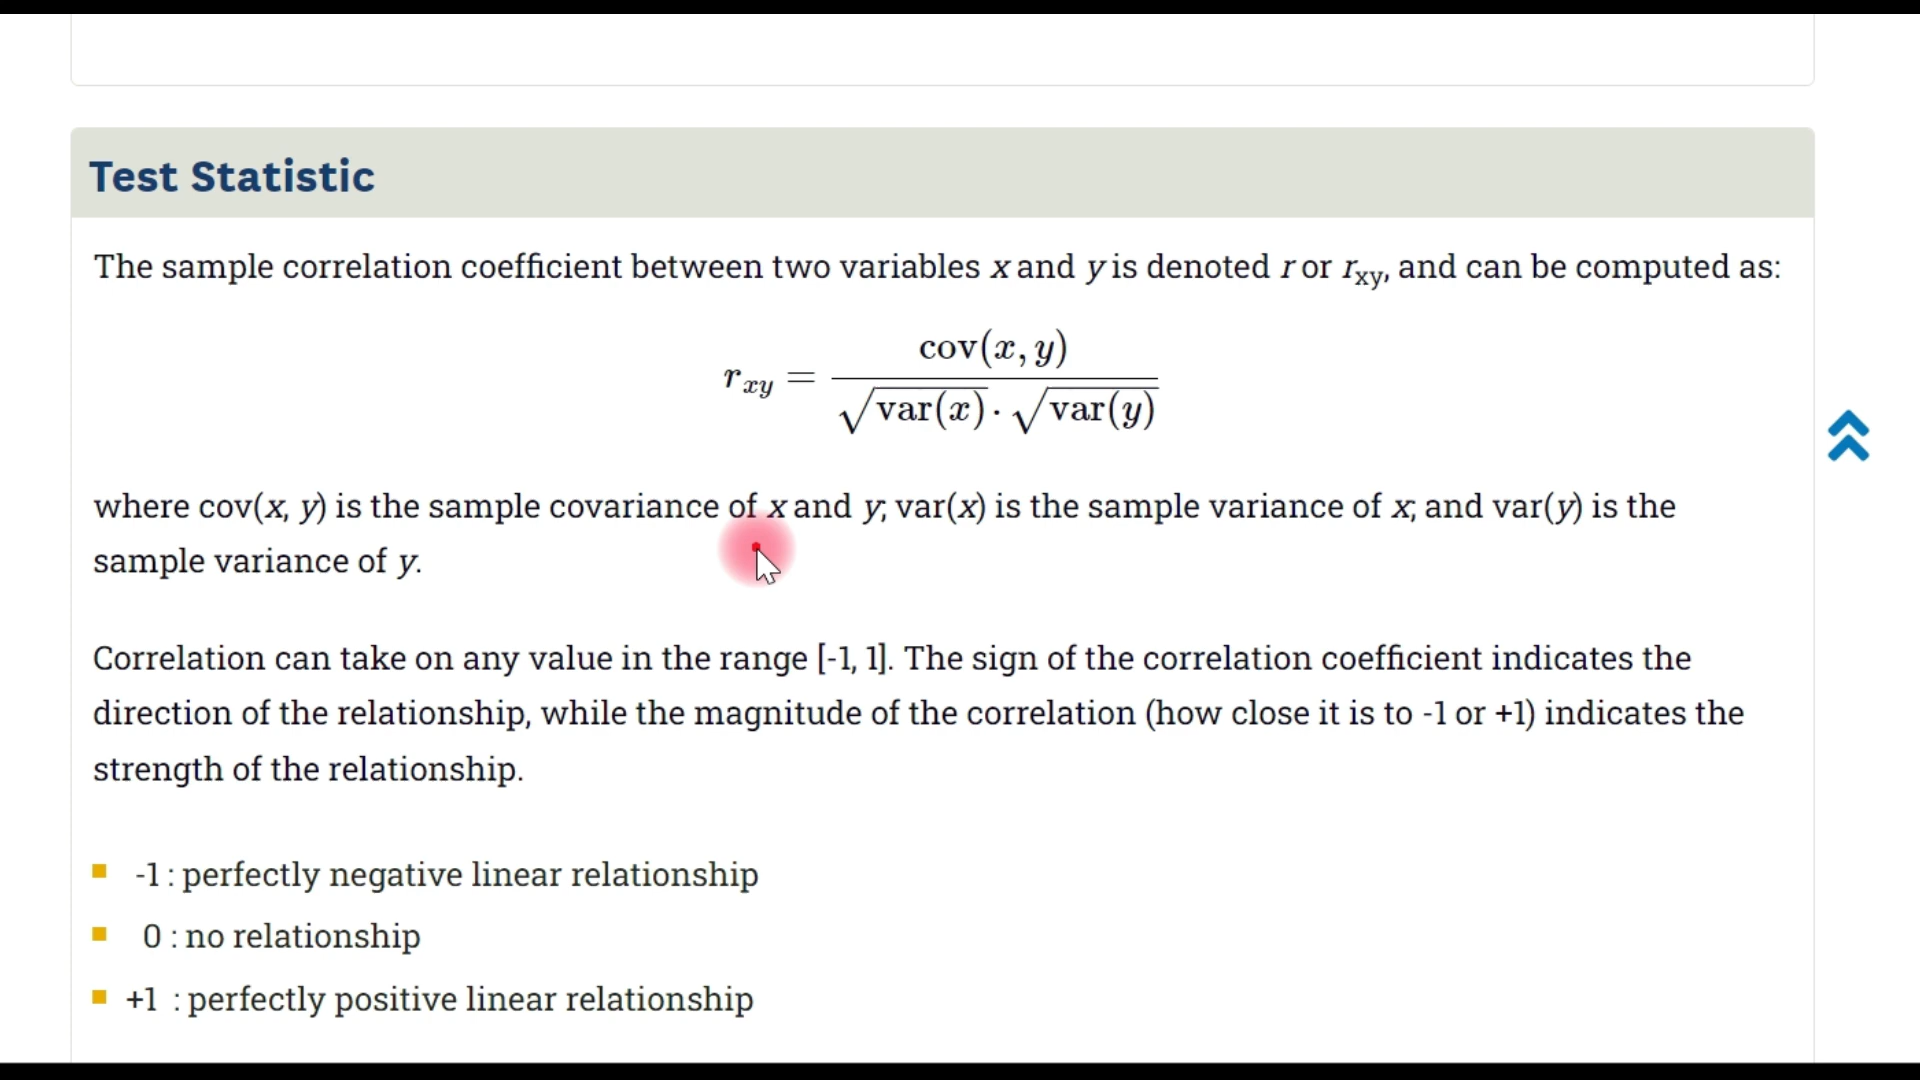 Test Statistic
The sample correlation coefficient between two variables x and y is denoted r or rxy, and can be computed as:
rxy = cov(x, y) / √var(x) · √var(y)
where cov(x, y) is the sample covariance of x and y; var(x) is the sample variance of x; and var(y) is the
sample variance of y.
Correlation can take on any value in the range [-1, 1]. The sign of the correlation coefficient indicates the
direction of the relationship, while the magnitude of the correlation (how close it is to -1 or +1) indicates the
strength of the relationship.
-1 : perfectly negative linear relationship
0 : no relationship
+1 : perfectly positive linear relationship